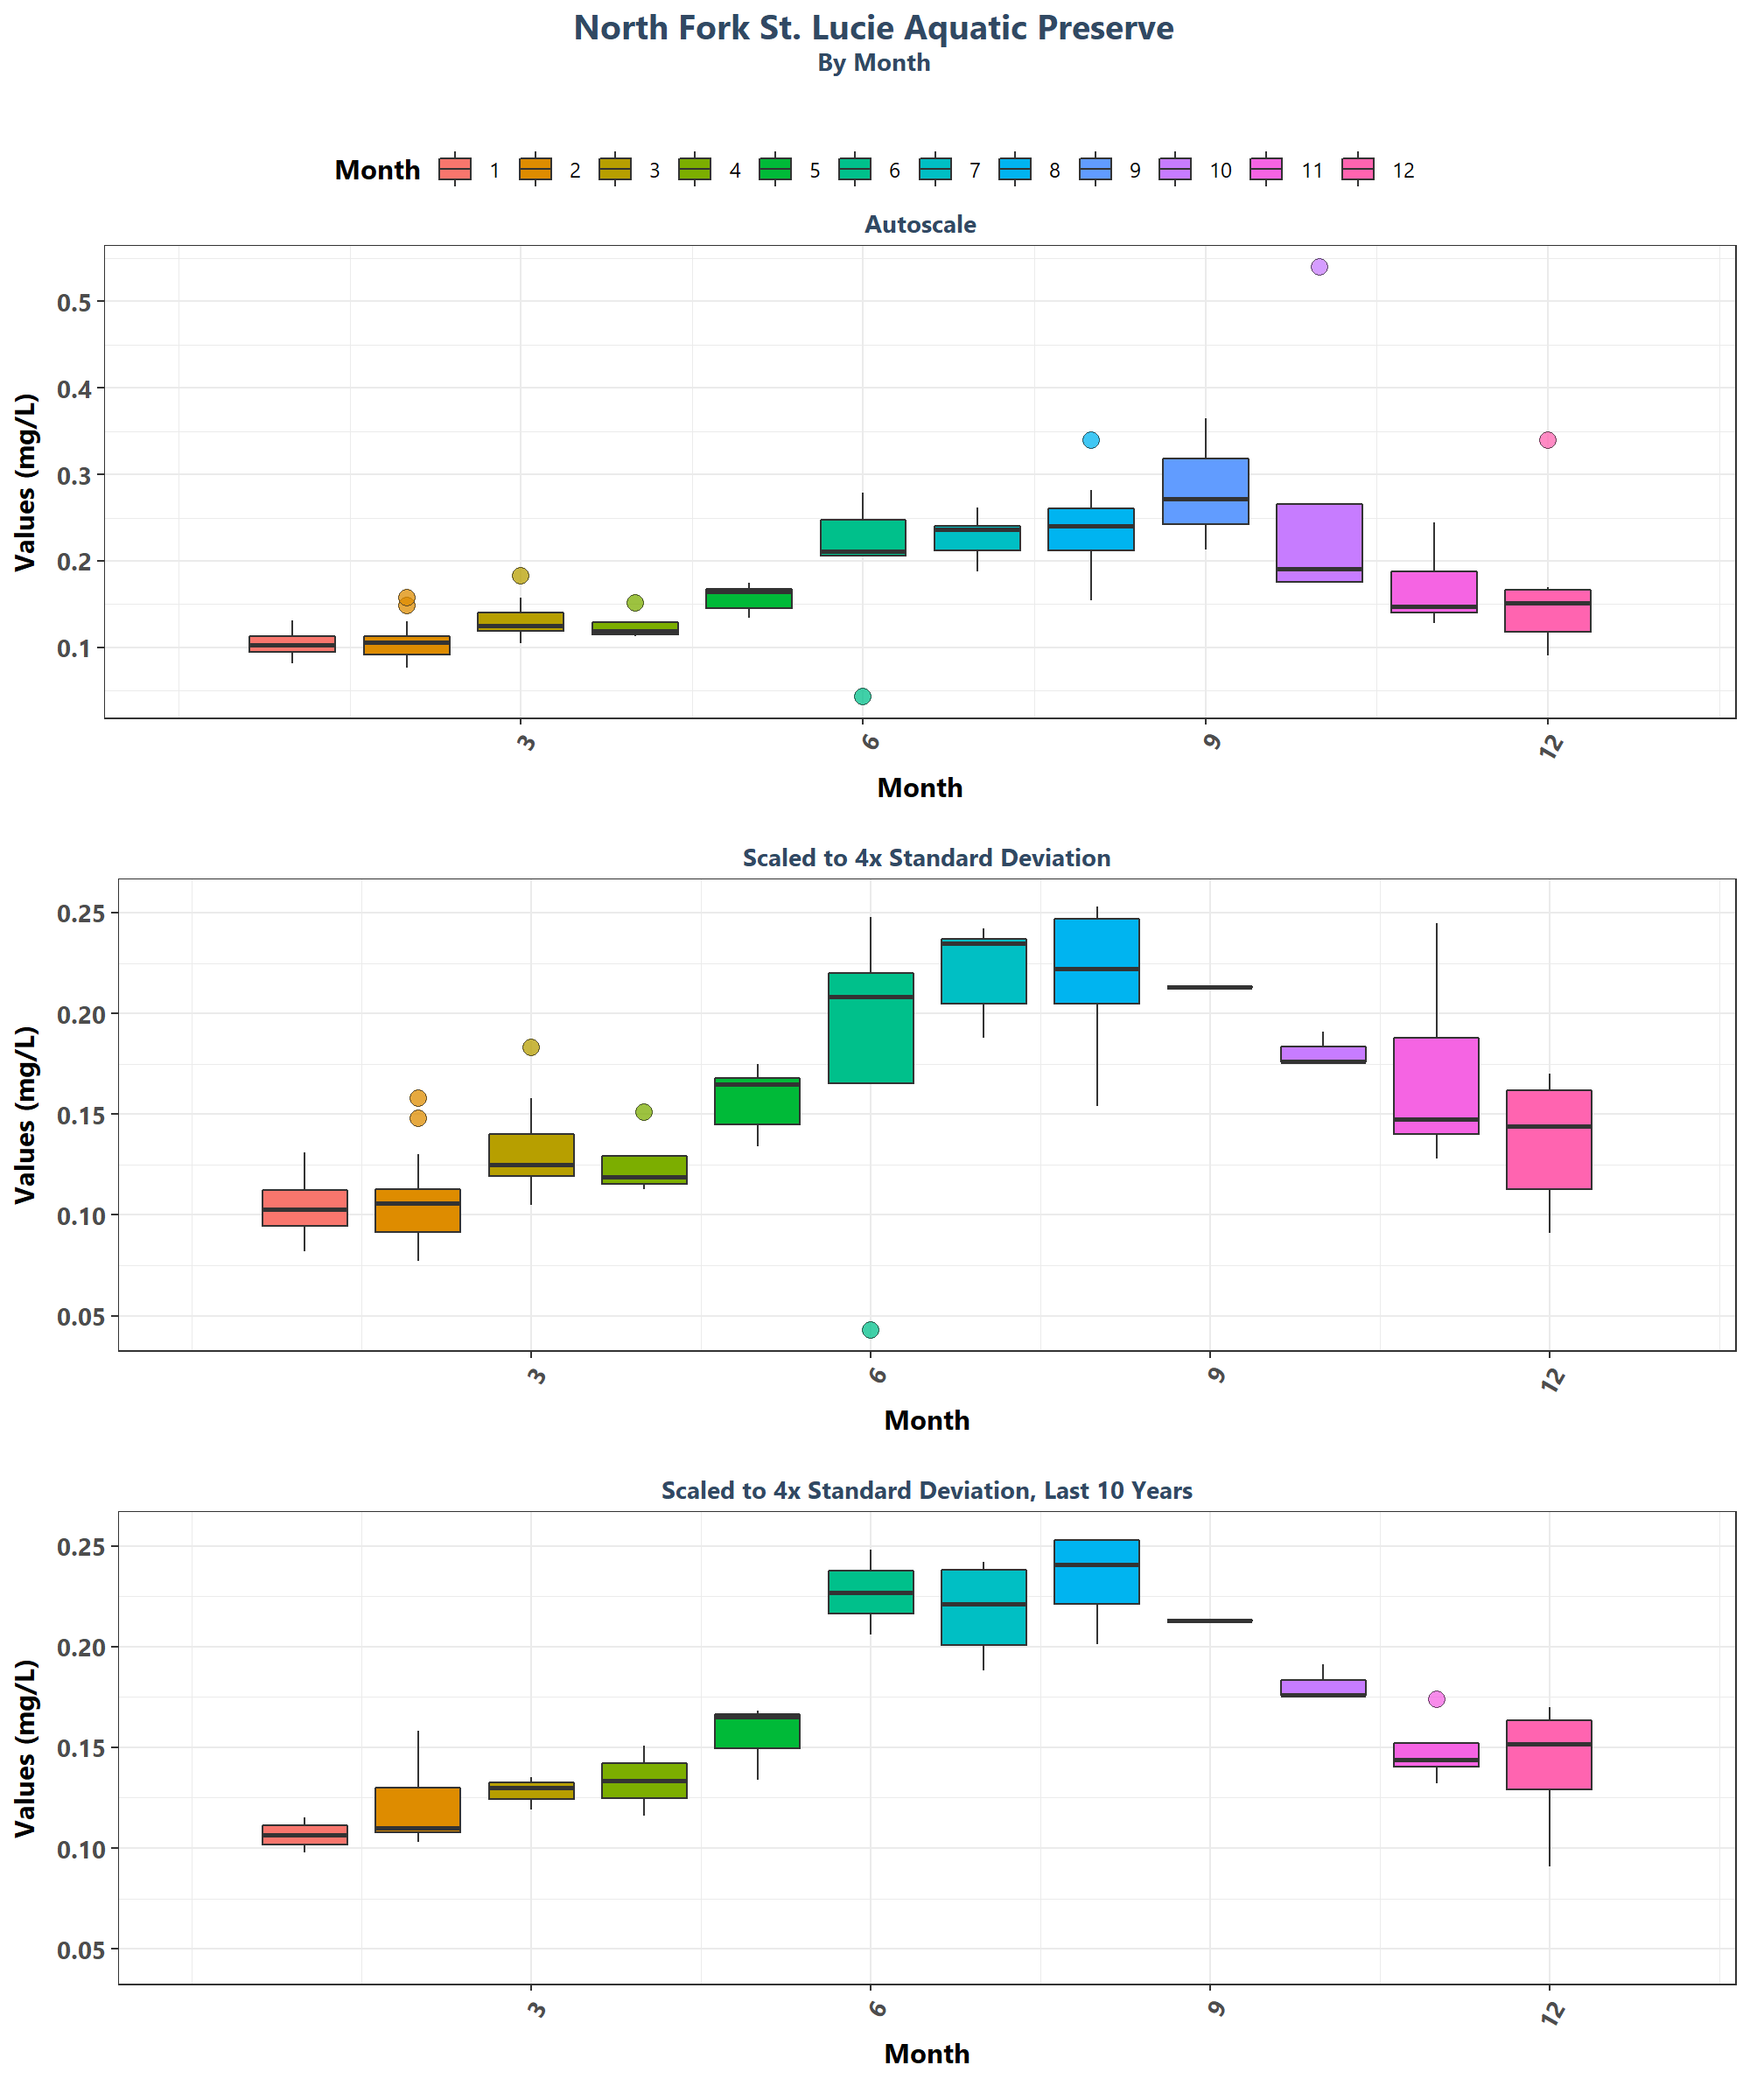 North Fork St. Lucie Aquatic Preserve
By Month
Month 1 2 3 4 5 6 7 8 9 10 11 12
Autoscale
Values (mg/L)
0.5
0.4
0.3
0.2
0.1
3 6 9 12
Month
Scaled to 4x Standard Deviation
Values (mg/L)
0.25
0.20
0.15
0.10
0.05
3 6 9 12
Month
Scaled to 4x Standard Deviation, Last 10 Years
Values (mg/L)
0.25
0.20
0.15
0.10
0.05
3 6 9 12
Month